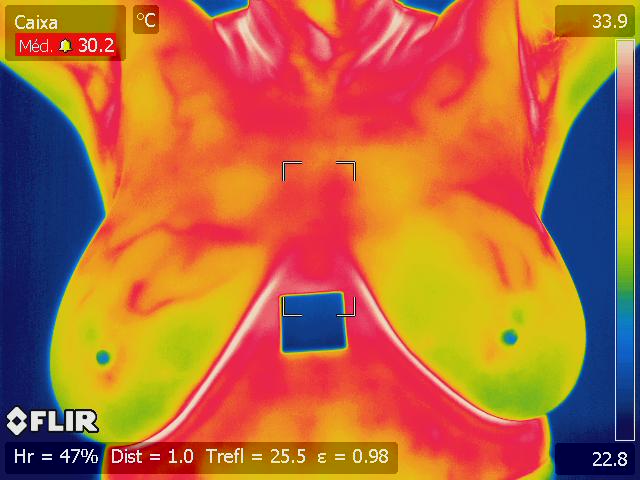 Caixa
°C
33.9
Méd. 30.2
FLIR
Hr = 47% Dist = 1.0 Trefl = 25.5 ε = 0.98
22.8